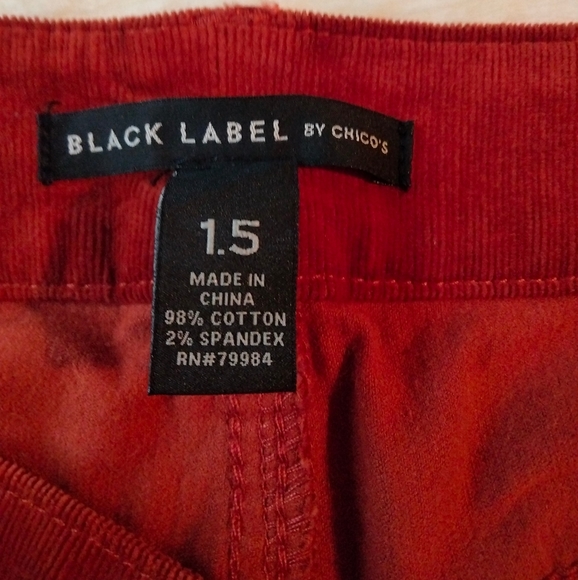 BLACK LABEL BY CHICO'S
1.5
MADE IN
CHINA
98% COTTON
2% SPANDEX
RN#79984